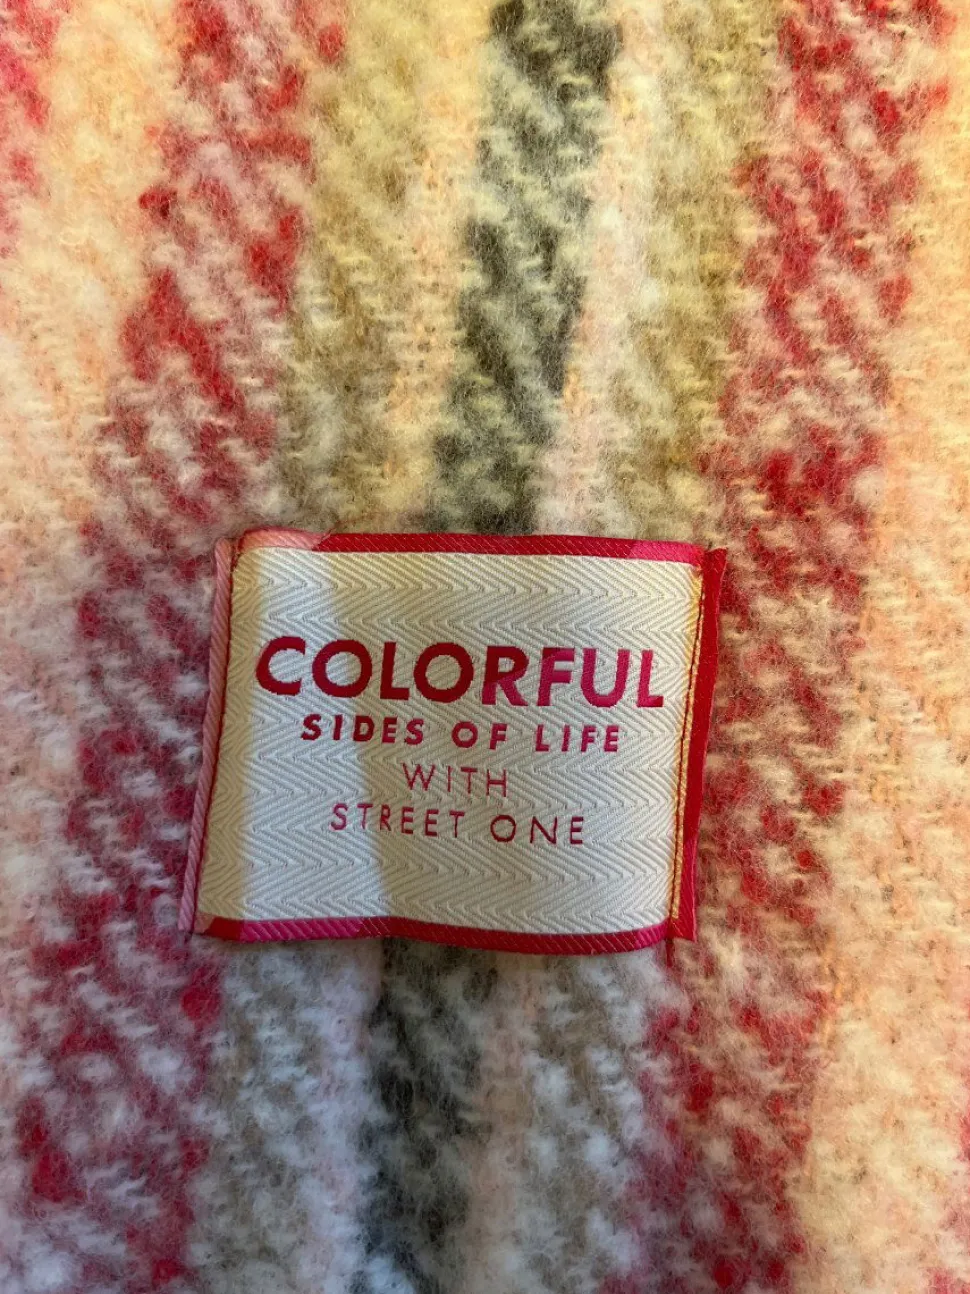 COLORFUL
SIDES OF LIFE
WITH
STREET ONE